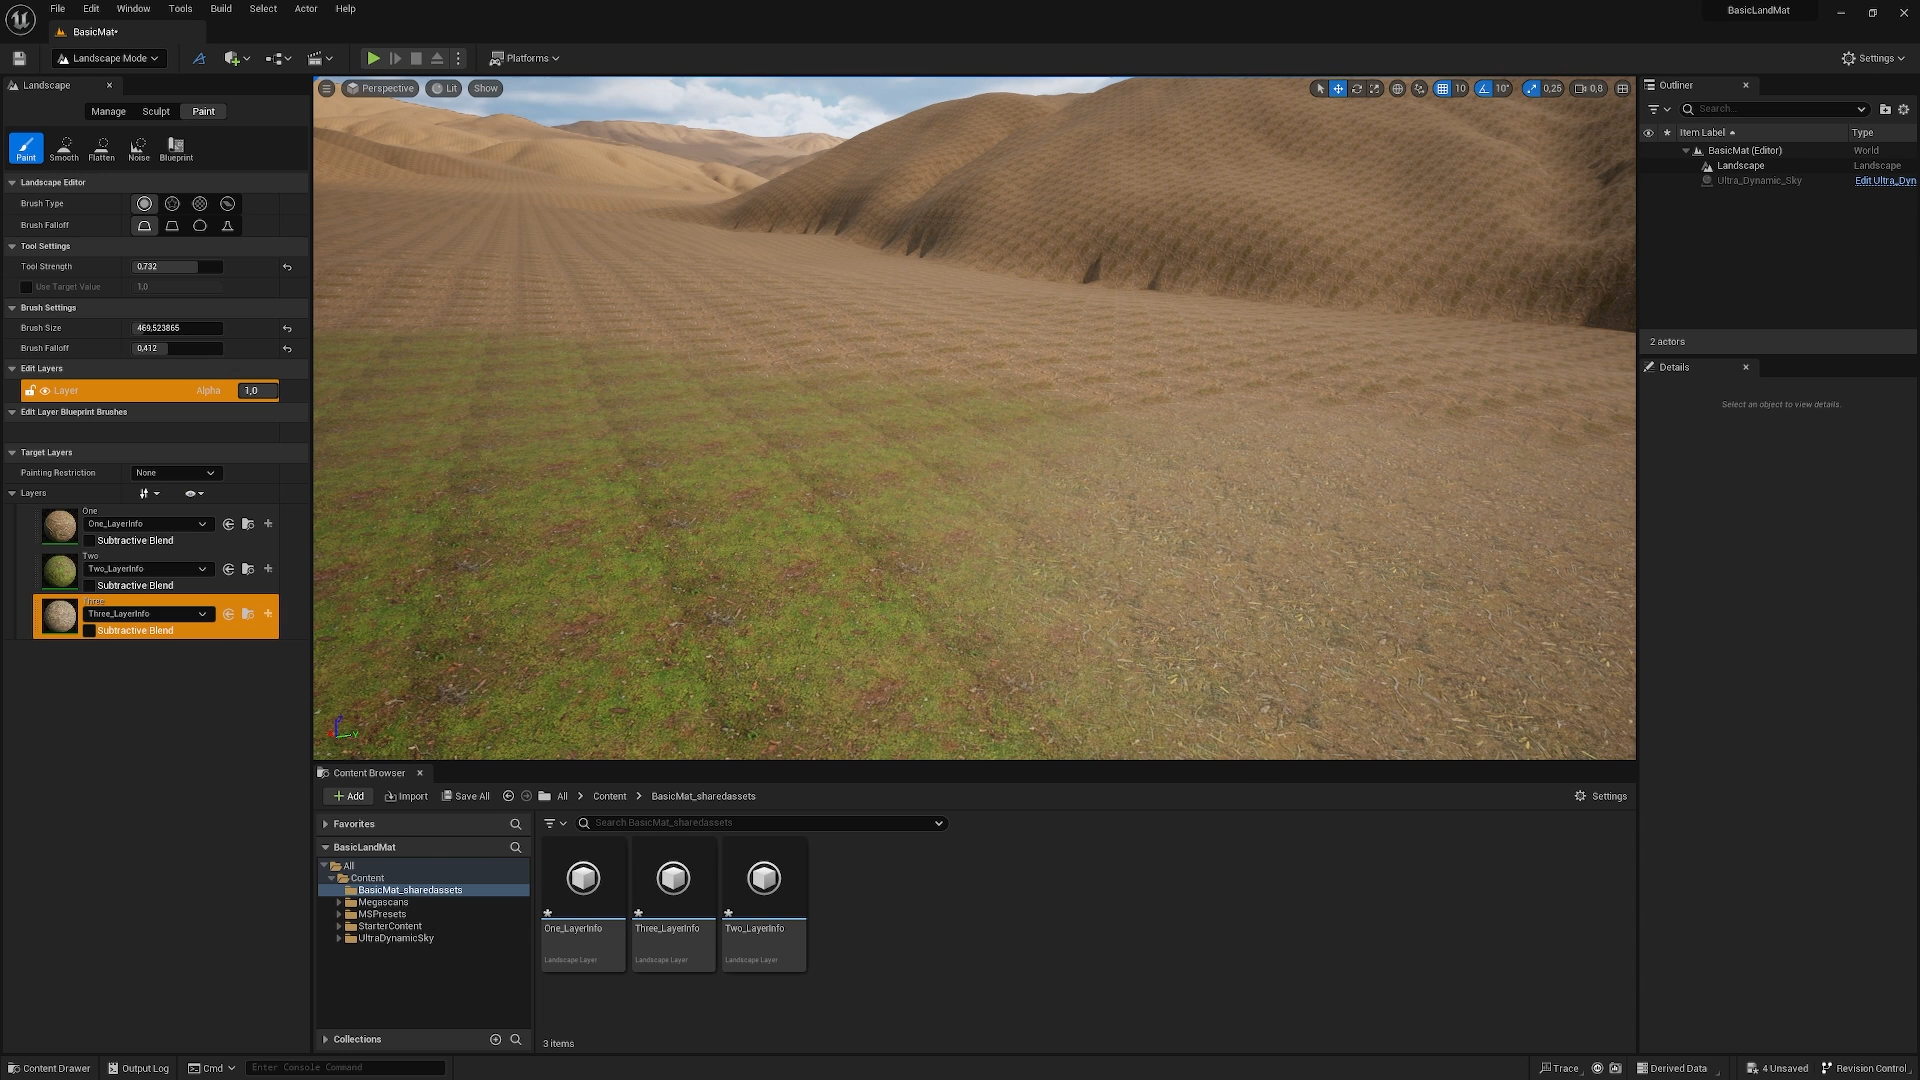 File Edit Window Tools Build Select Actor Help
BasicLandMat
BasicMat*
Landscape Mode
Platforms
Settings
Landscape
Manage Sculpt Paint
Paint Smooth Flatten Noise Blueprint
Landscape Editor
Brush Type
Brush Falloff
Tool Settings
Tool Strength 0,732
Use Target Value 1.0
Brush Settings
Brush Size 469,523865
Brush Falloff 0,412
Edit Layers
Layer Alpha 1,0
Edit Layer Blueprint Brushes
Target Layers
Painting Restriction None
Layers
One
One_LayerInfo
Subtractive Blend
Two
Two_LayerInfo
Subtractive Blend
Three
Three_LayerInfo
Subtractive Blend
Perspective Lit Show
10 10° 0,25 0,8
Outliner
Search...
Item Label Type
BasicMat (Editor) World
Landscape Landscape
Ultra_Dynamic_Sky Edit Ultra_Dyn
2 actors
Details
Select an object to view details.
Content Browser
Add Import Save All All Content BasicMat_sharedassets Settings
Favorites
BasicLandMat
All
Content
BasicMat_sharedassets
Megascans
MSPresets
StarterContent
UltraDynamicSky
Collections
Search BasicMat_sharedassets
One_LayerInfo Three_LayerInfo Two_LayerInfo
Landscape Layer Landscape Layer Landscape Layer
3 items
Content Drawer Output Log Cmd Enter Console Command
Trace Derived Data 4 Unsaved Revision Control